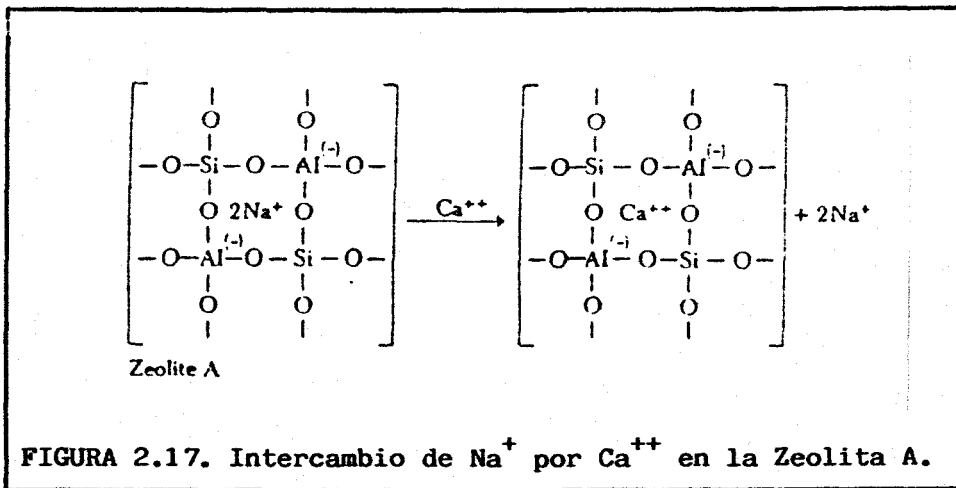 | | | |
O O O O
| | | |
—O—Si—O—Al(-)—O— —O—Si—O—Al(-)—O—
| | | |
O 2Na⁺ O Ca⁺⁺ O Ca⁺⁺ O + 2Na⁺
| | | |
—O—Al(-)—O—Si—O— —O—Al(-)—O—Si—O—
| | | |
O O O O
| | | |
Zeolite A
FIGURA 2.17. Intercambio de Na⁺ por Ca⁺⁺ en la Zeolita A.